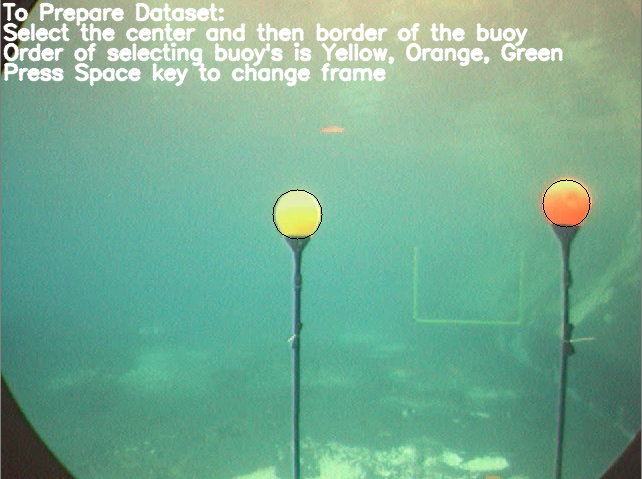 To Prepare Dataset:
Select the center and then border of the buoy
Order of selecting buoy's is Yellow, Orange, Green
Press Space key to change frame